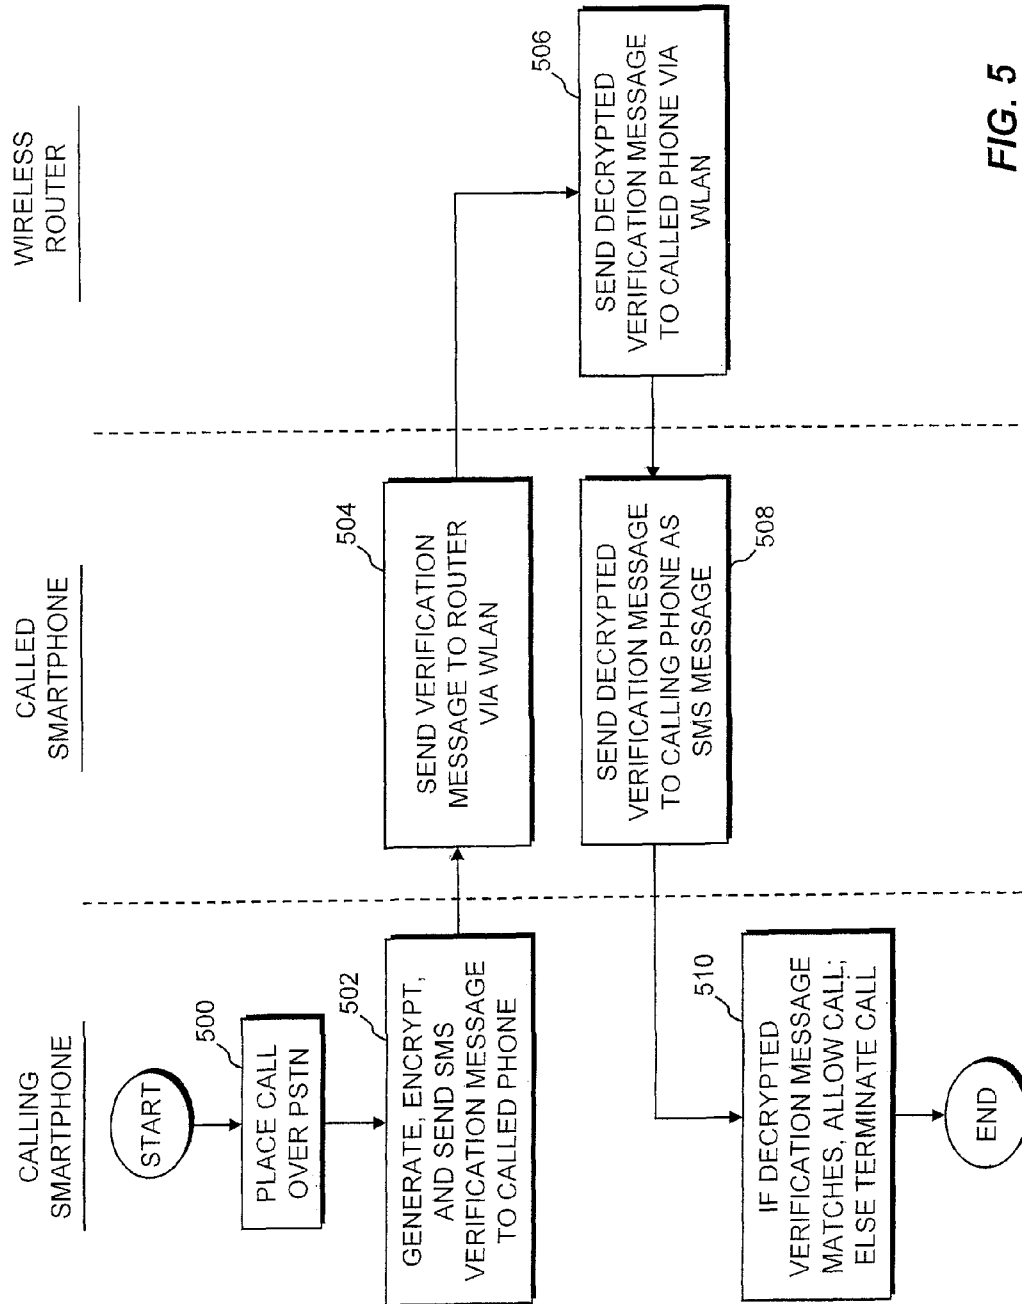 CALLING
SMARTPHONE
CALLED
SMARTPHONE
WIRELESS
ROUTER
START
500
PLACE CALL
OVER PSTN
502
GENERATE, ENCRYPT,
AND SEND SMS
VERIFICATION MESSAGE
TO CALLED PHONE
504
SEND VERIFICATION
MESSAGE TO ROUTER
VIA WLAN
506
SEND DECRYPTED
VERIFICATION MESSAGE
TO CALLED PHONE VIA
WLAN
508
SEND DECRYPTED
VERIFICATION MESSAGE
TO CALLING PHONE AS
SMS MESSAGE
510
IF DECRYPTED
VERIFICATION MESSAGE
MATCHES, ALLOW CALL;
ELSE TERMINATE CALL
END
FIG. 5